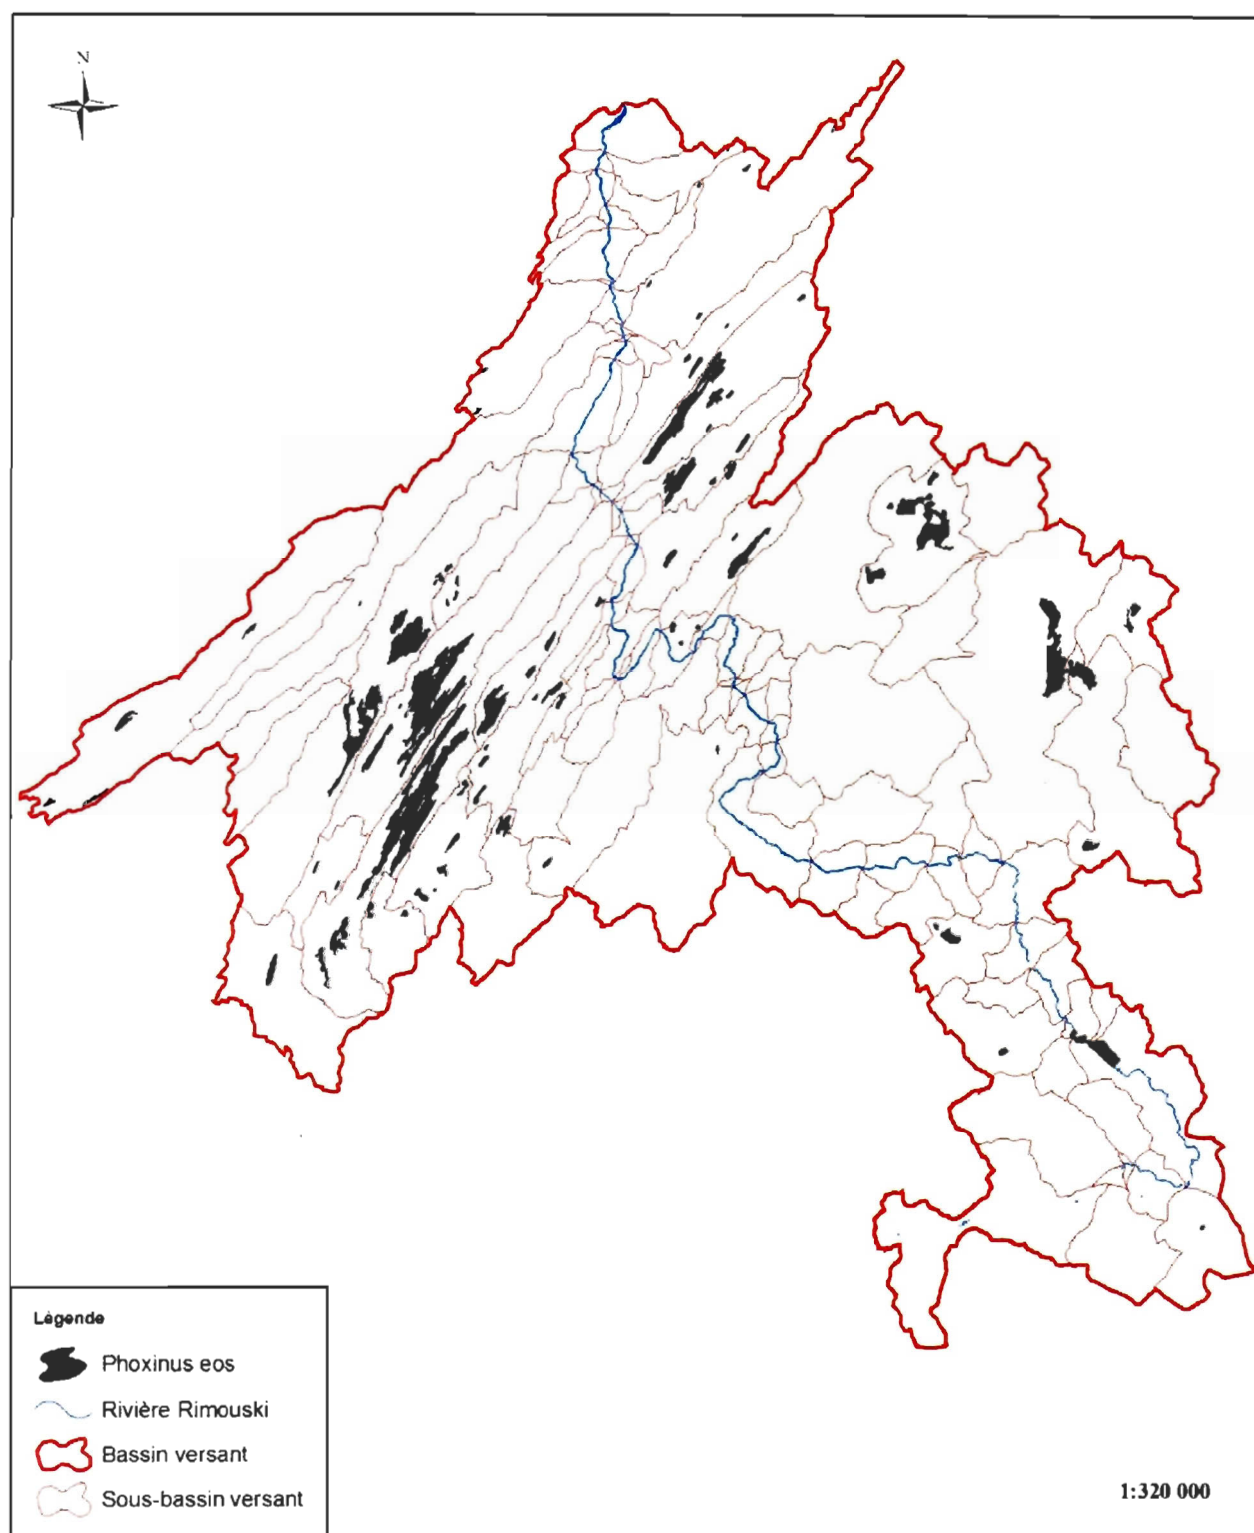 N
Légende
Phoxinus eos
Rivière Rimouski
Bassin versant
Sous-bassin versant
1:320 000